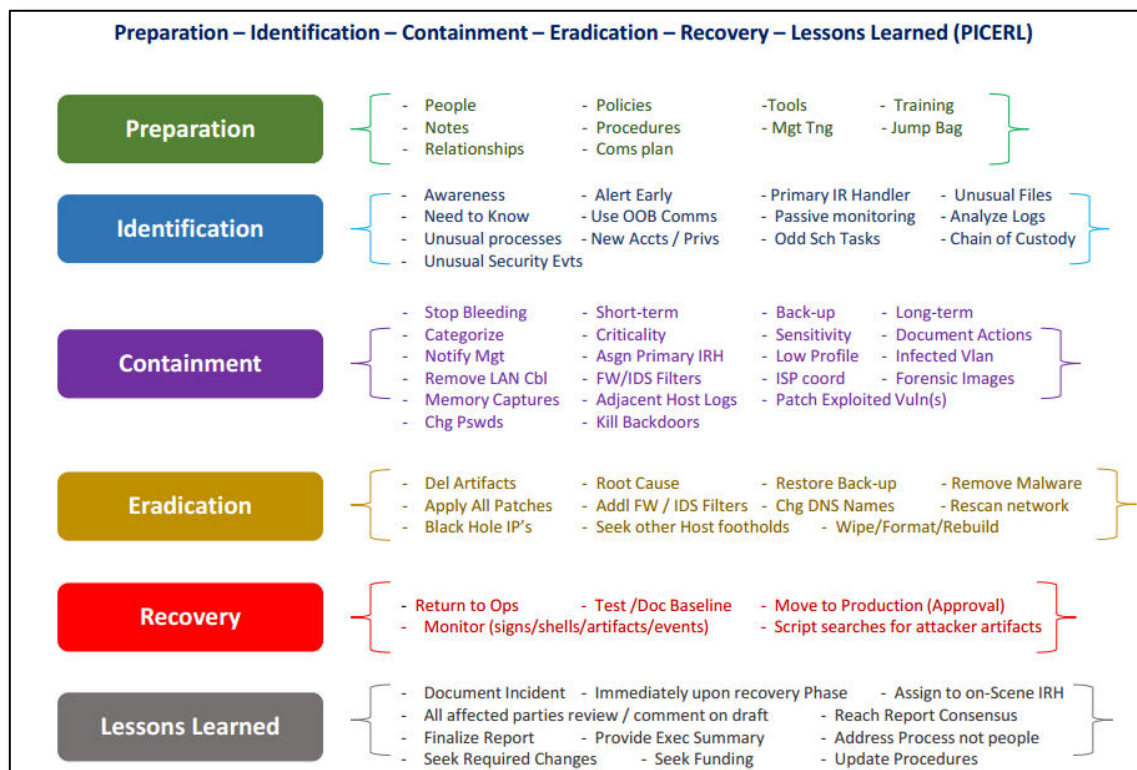 Preparation – Identification – Containment – Eradication – Recovery – Lessons Learned (PICERL)
Preparation
- People - Policies -Tools - Training
- Notes - Procedures - Mgt Tng - Jump Bag
- Relationships - Coms plan
Identification
- Awareness - Alert Early - Primary IR Handler - Unusual Files
- Need to Know - Use OOB Comms - Passive monitoring - Analyze Logs
- Unusual processes - New Accts / Privs - Odd Sch Tasks - Chain of Custody
- Unusual Security Evts
Containment
- Stop Bleeding - Short-term - Back-up - Long-term
- Categorize - Criticality - Sensitivity - Document Actions
- Notify Mgt - Asgn Primary IRH - Low Profile - Infected Vlan
- Remove LAN Cbl - FW/IDS Filters - ISP coord - Forensic Images
- Memory Captures - Adjacent Host Logs - Patch Exploited Vuln(s)
- Chg Pswds - Kill Backdoors
Eradication
- Del Artifacts - Root Cause - Restore Back-up - Remove Malware
- Apply All Patches - Addl FW / IDS Filters - Chg DNS Names - Rescan network
- Black Hole IP's - Seek other Host footholds - Wipe/Format/Rebuild
Recovery
- Return to Ops - Test /Doc Baseline - Move to Production (Approval)
- Monitor (signs/shells/artifacts/events) - Script searches for attacker artifacts
Lessons Learned
- Document Incident - Immediately upon recovery Phase - Assign to on-Scene IRH
- All affected parties review / comment on draft - Reach Report Consensus
- Finalize Report - Provide Exec Summary - Address Process not people
- Seek Required Changes - Seek Funding - Update Procedures